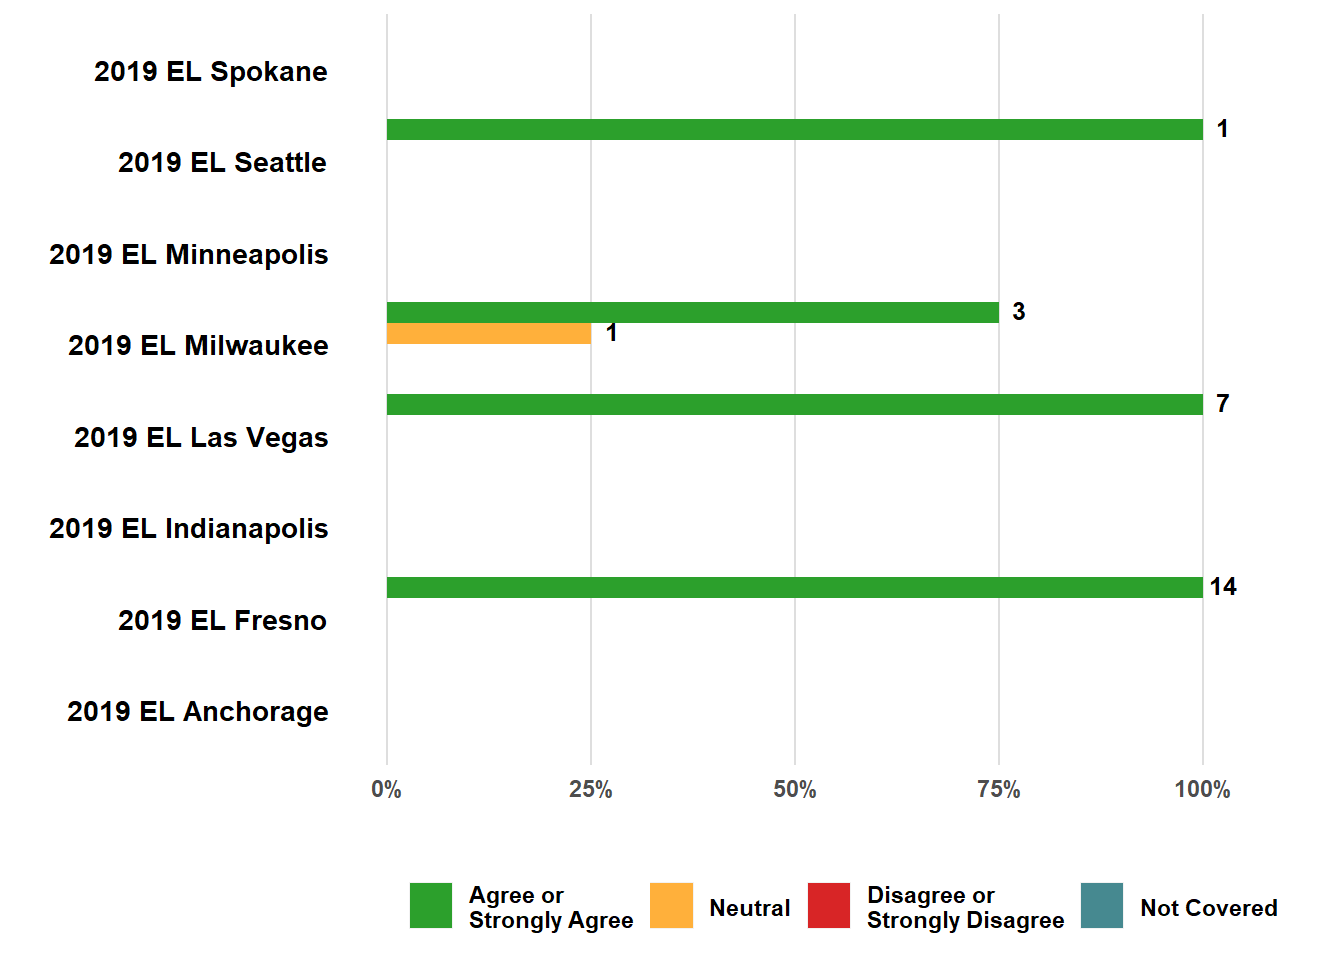 2019 EL Spokane
1
2019 EL Seattle
2019 EL Minneapolis
3
1
2019 EL Milwaukee
7
2019 EL Las Vegas
2019 EL Indianapolis
14
2019 EL Fresno
2019 EL Anchorage
0% 25% 50% 75% 100%
Agree or
Strongly Agree
Neutral
Disagree or
Strongly Disagree
Not Covered